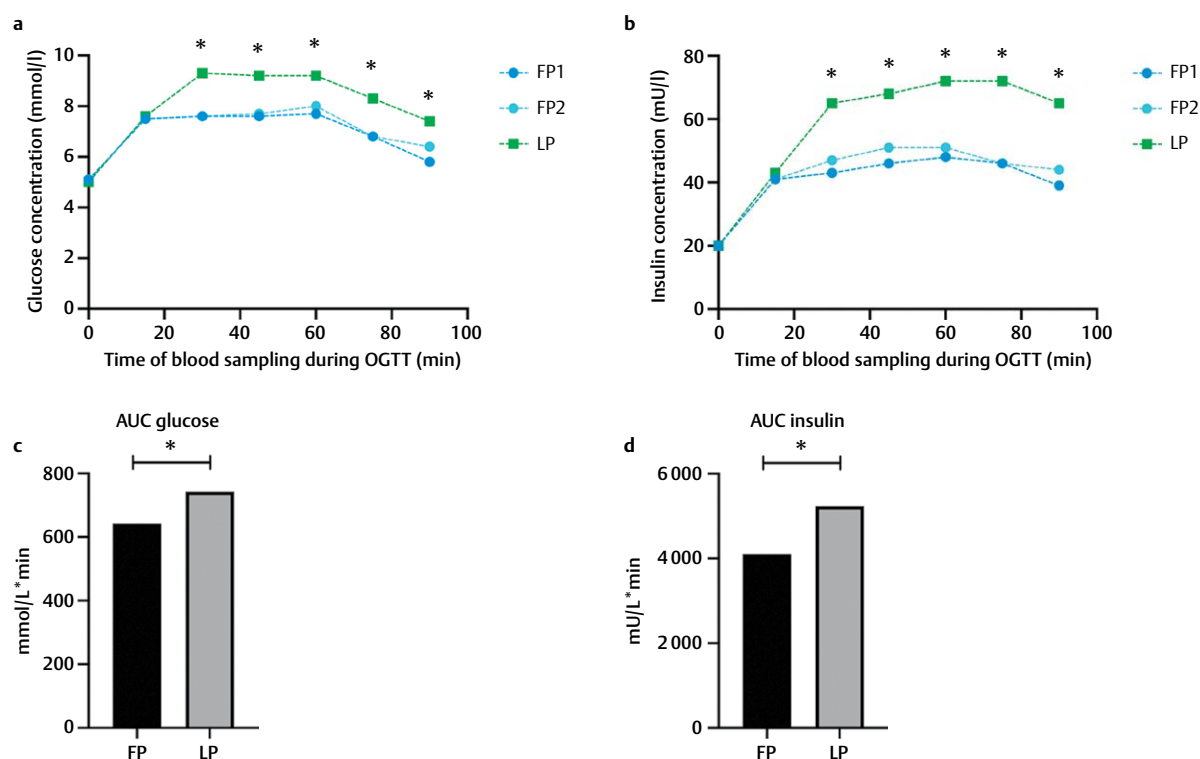 a
Glucose concentration (mmol/l)
10
8
6
4
2
0
0 20 40 60 80 100
Time of blood sampling during OGTT (min)
* * * * *
FP1
FP2
LP
b
Insulin concentration (mU/l)
80
60
40
20
0
0 20 40 60 80 100
Time of blood sampling during OGTT (min)
* * * * *
FP1
FP2
LP
c
AUC glucose
*
mmol/L*min
800
600
400
200
0
FP LP
d
AUC insulin
*
mU/L*min
6 000
4 000
2 000
0
FP LP